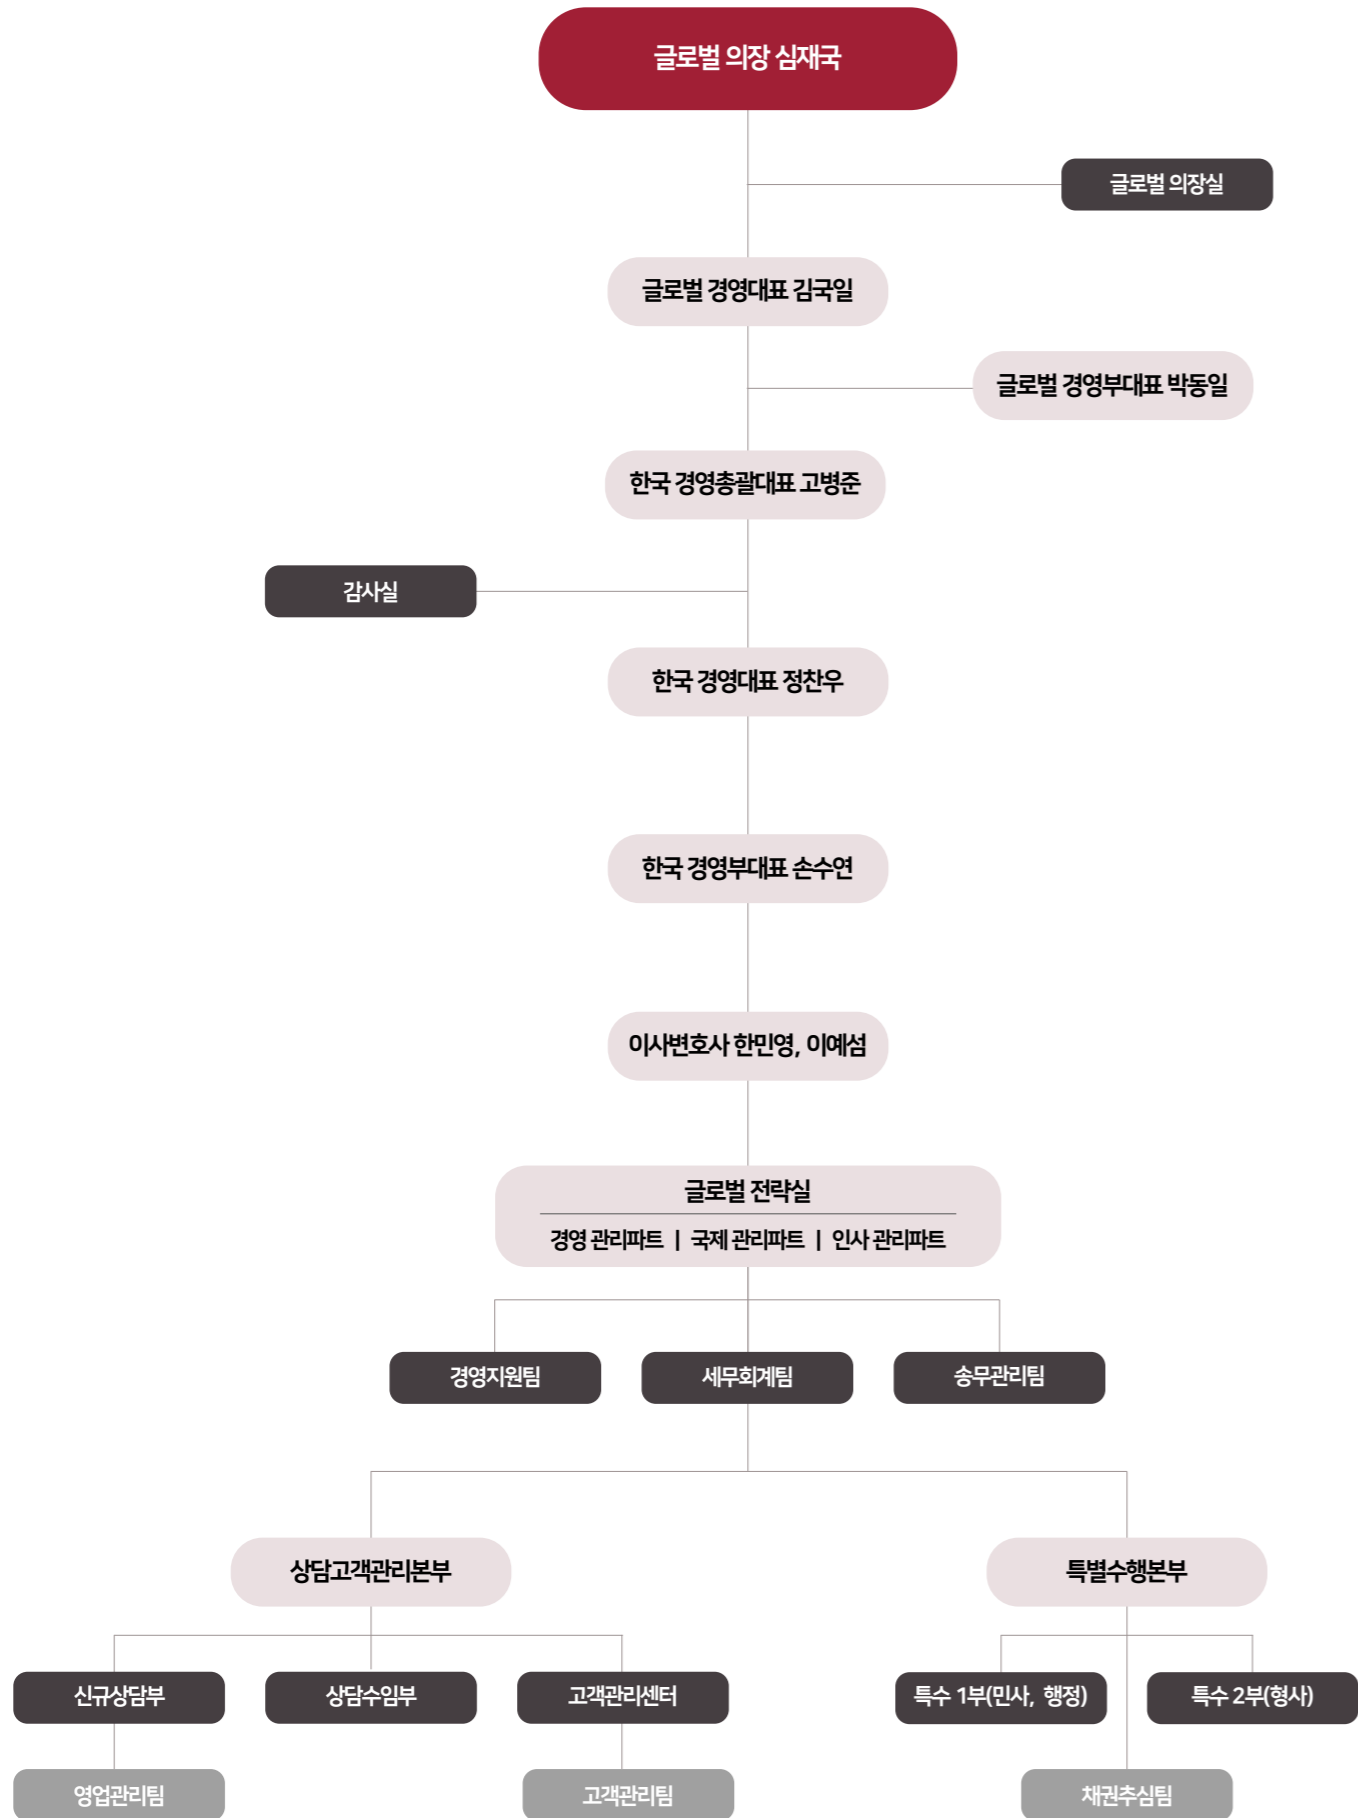 글로벌 의장 심재국
글로벌 의장실
글로벌 경영대표 김국일
글로벌 경영부대표 박동일
한국 경영총괄대표 고병준
감사실
한국 경영대표 정찬우
한국 경영부대표 손수연
이사변호사 한민영, 이예섬
글로벌 전략실
경영 관리파트 | 국제 관리파트 | 인사 관리파트
경영지원팀
세무회계팀
송무관리팀
상담고객관리본부
특별수행본부
신규상담부
상담수임부
고객관리센터
특수 1부(민사, 행정)
특수 2부(형사)
영업관리팀
고객관리팀
채권추심팀